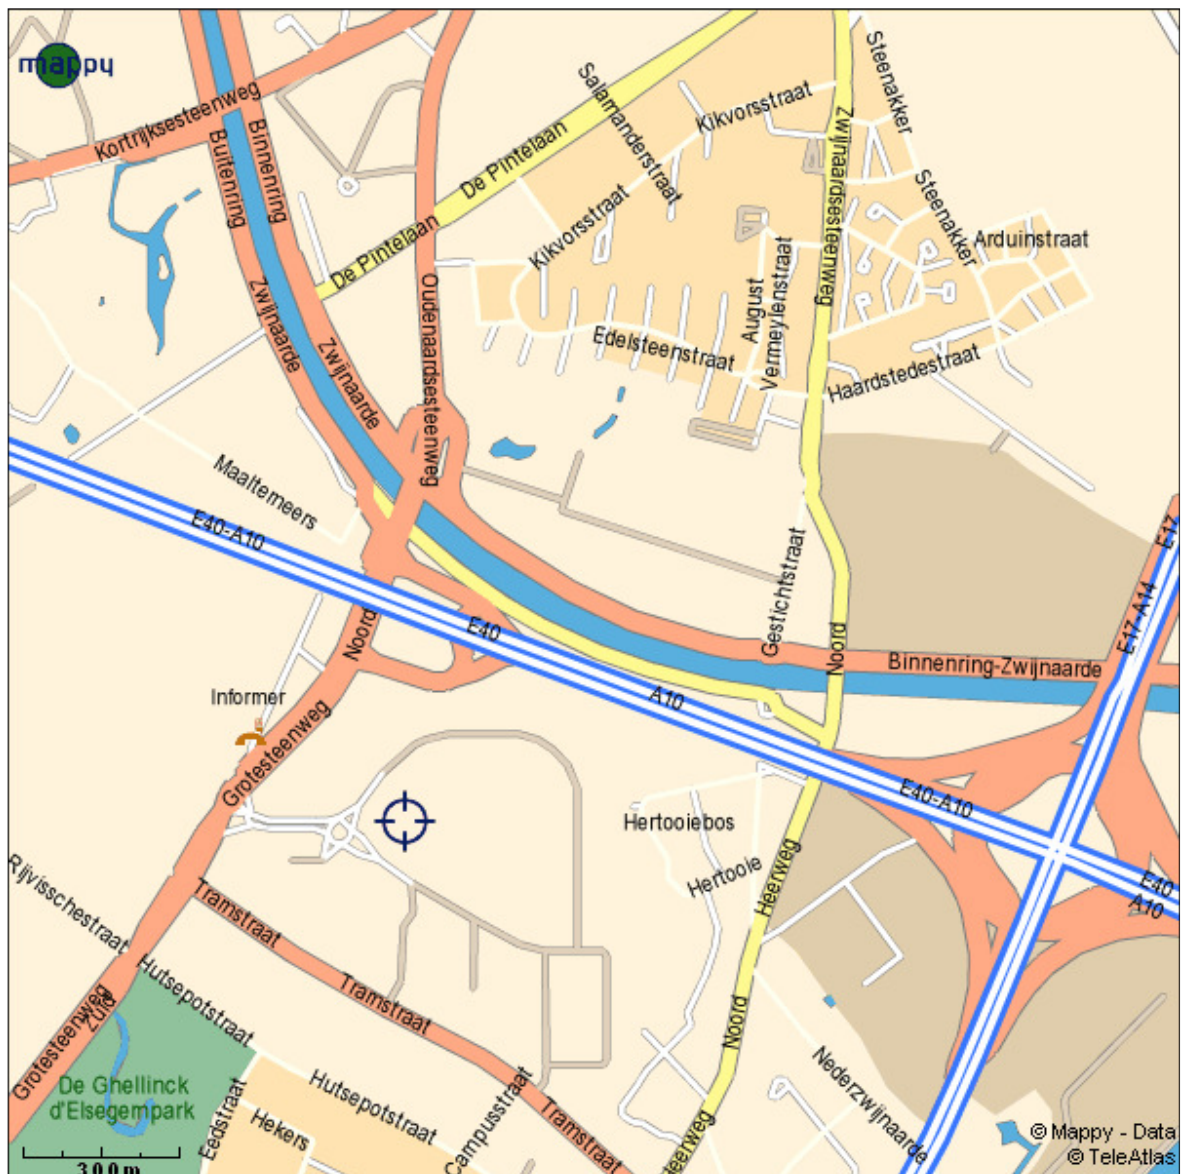 mappy
Kortrijksesteenweg
Binnenring
Buitenring
De Pintelaan
De Pintelaan
Salamanderstraat
Kikvorsstraat
Kikvorsstraat
Steenakker
Steenakker
Zwijnaardsesteenweg
Arduinstraat
Zwijnaarde
Zwijnaarde
Oudenaardsesteenweg
Edelsteenstraat
August
Vermeylenstraat
Haardstedestraat
Maaltemeers
E40-A10
E17
E17-A14
Gestichtstraat
Noord
Noord
E40
Binnenring-Zwijnaarde
A10
Informer
Grotesteenweg
E40-A10
Hertooiebos
Hertooie
Heerweg
E40
A10
Rijvisschestraat
Tramstraat
Tramstraat
Hutsepotstraat
Grotesteenweg
Zuid
Noord
De Ghellinck
d'Elsegempark
Eedstraat
Hekers
Hutsepotstraat
Campusstraat
Tramstraat
Nederzwijnaarde
eerweg
300m
© Mappy - Data
© TeleAtlas